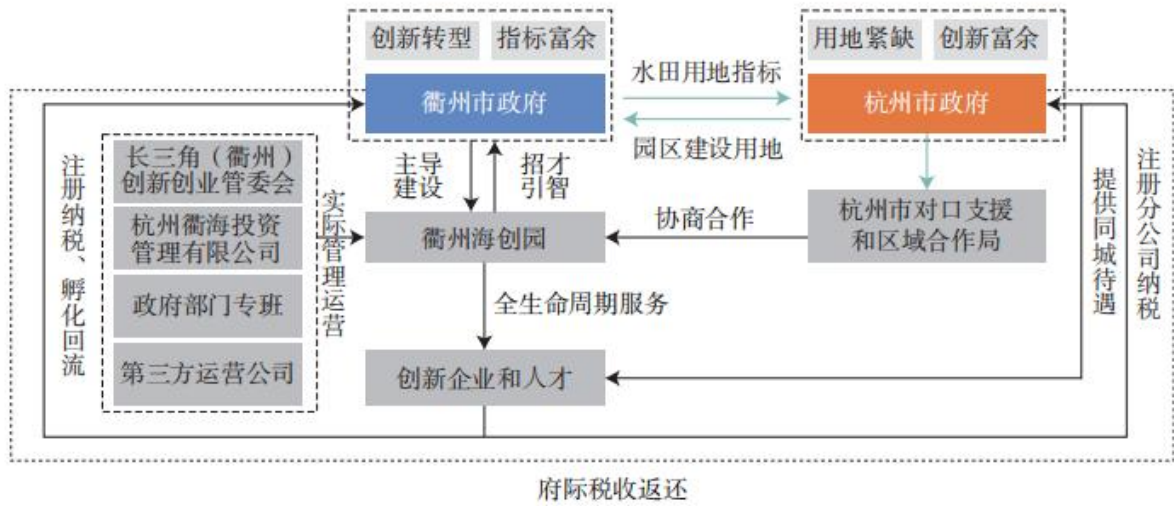 创新转型
指标富余
用地紧缺
创新富余
衢州市政府
水田用地指标
杭州市政府
园区建设用地
注册纳税、孵化回流
长三角（衢州）
创新创业管委会
杭州衢海投资
管理有限公司
政府部门专班
第三方运营公司
实际管理运营
主导
建设
招才
引智
衢州海创园
协商合作
杭州市对口支援
和区域合作局
提供同城待遇
注册分公司纳税
全生命周期服务
创新企业和人才
府际税收返还